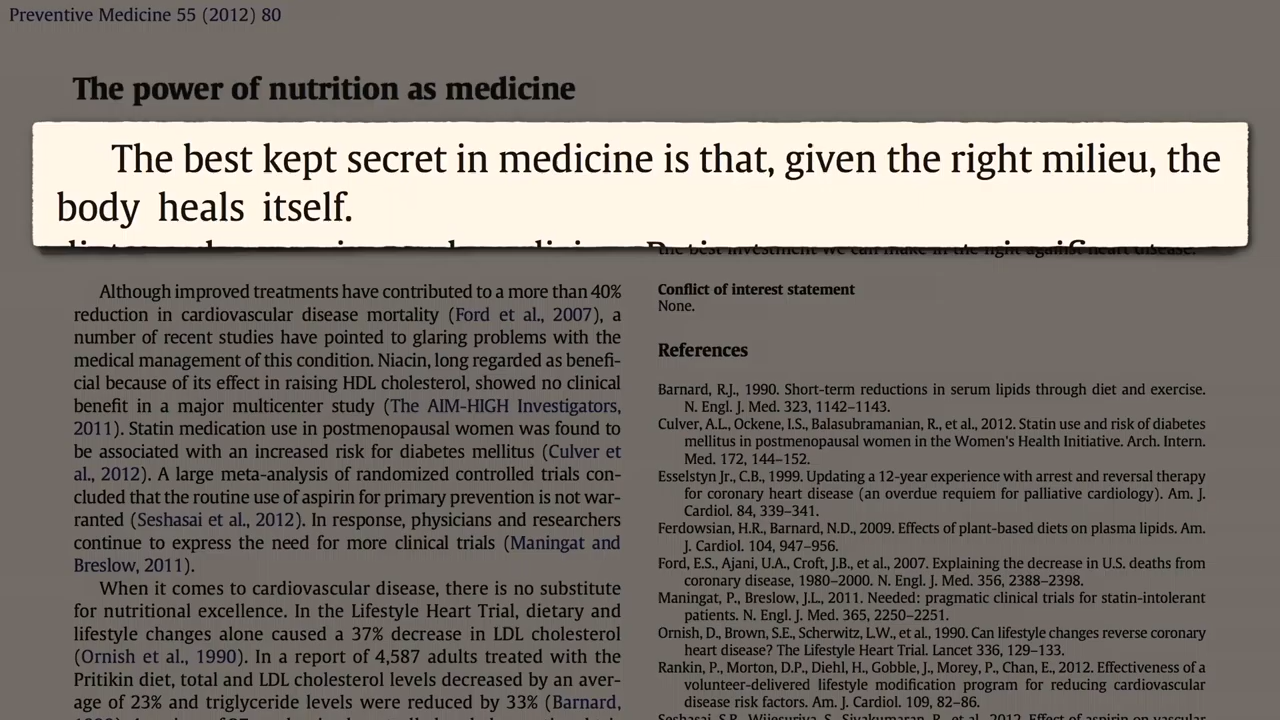 Preventive Medicine 55 (2012) 80
The power of nutrition as medicine
The best kept secret in medicine is that, given the right milieu, the
body heals itself.
the best investment we can make in the fight against heart disease.
Although improved treatments have contributed to a more than 40%
reduction in cardiovascular disease mortality (Ford et al., 2007), a
number of recent studies have pointed to glaring problems with the
medical management of this condition. Niacin, long regarded as benefi-
cial because of its effect in raising HDL cholesterol, showed no clinical
benefit in a major multicenter study (The AIM-HIGH Investigators,
2011). Statin medication use in postmenopausal women was found to
be associated with an increased risk for diabetes mellitus (Culver et
al., 2012). A large meta-analysis of randomized controlled trials con-
cluded that the routine use of aspirin for primary prevention is not war-
ranted (Seshasai et al., 2012). In response, physicians and researchers
continue to express the need for more clinical trials (Maningat and
Breslow, 2011).
When it comes to cardiovascular disease, there is no substitute
for nutritional excellence. In the Lifestyle Heart Trial, dietary and
lifestyle changes alone caused a 37% decrease in LDL cholesterol
(Ornish et al., 1990). In a report of 4,587 adults treated with the
Pritikin diet, total and LDL cholesterol levels decreased by an aver-
age of 23% and triglyceride levels were reduced by 33% (Barnard,
Conflict of interest statement
None.
References
Barnard, R.J., 1990. Short-term reductions in serum lipids through diet and exercise.
N. Engl. J. Med. 323, 1142–1143.
Culver, A.L., Ockene, I.S., Balasubramanian, R., et al., 2012. Statin use and risk of diabetes
mellitus in postmenopausal women in the Women's Health Initiative. Arch. Intern.
Med. 172, 144–152.
Esselstyn Jr., C.B., 1999. Updating a 12-year experience with arrest and reversal therapy
for coronary heart disease (an overdue requiem for palliative cardiology). Am. J.
Cardiol. 84, 339–341.
Ferdowsian, H.R., Barnard, N.D., 2009. Effects of plant-based diets on plasma lipids. Am.
J. Cardiol. 104, 947–956.
Ford, E.S., Ajani, U.A., Croft, J.B., et al., 2007. Explaining the decrease in U.S. deaths from
coronary disease, 1980–2000. N. Engl. J. Med. 356, 2388–2398.
Maningat, P., Breslow, J.L., 2011. Needed: pragmatic clinical trials for statin-intolerant
patients. N. Engl. J. Med. 365, 2250–2251.
Ornish, D., Brown, S.E., Scherwitz, L.W., et al., 1990. Can lifestyle changes reverse coronary
heart disease? The Lifestyle Heart Trial. Lancet 336, 129–133.
Rankin, P., Morton, D.P., Diehl, H., Gobble, J., Morey, P., Chan, E., 2012. Effectiveness of a
volunteer-delivered lifestyle modification program for reducing cardiovascular
disease risk factors. Am. J. Cardiol. 109, 82–86.